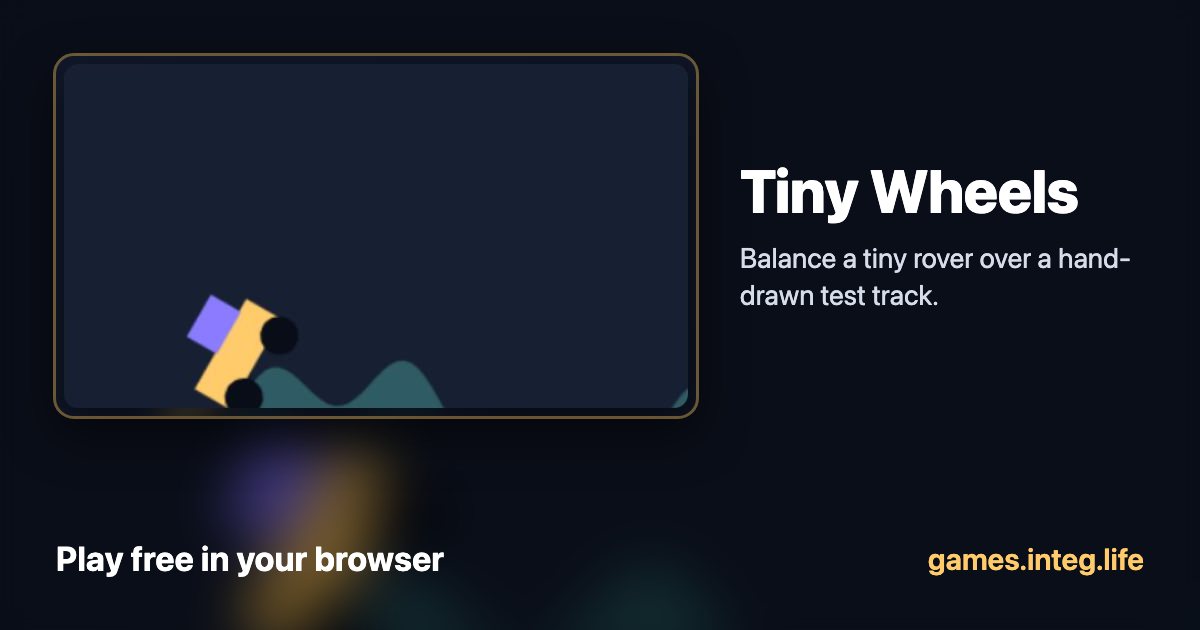 Tiny Wheels
Balance a tiny rover over a hand-
drawn test track.
Play free in your browser
games.integ.life